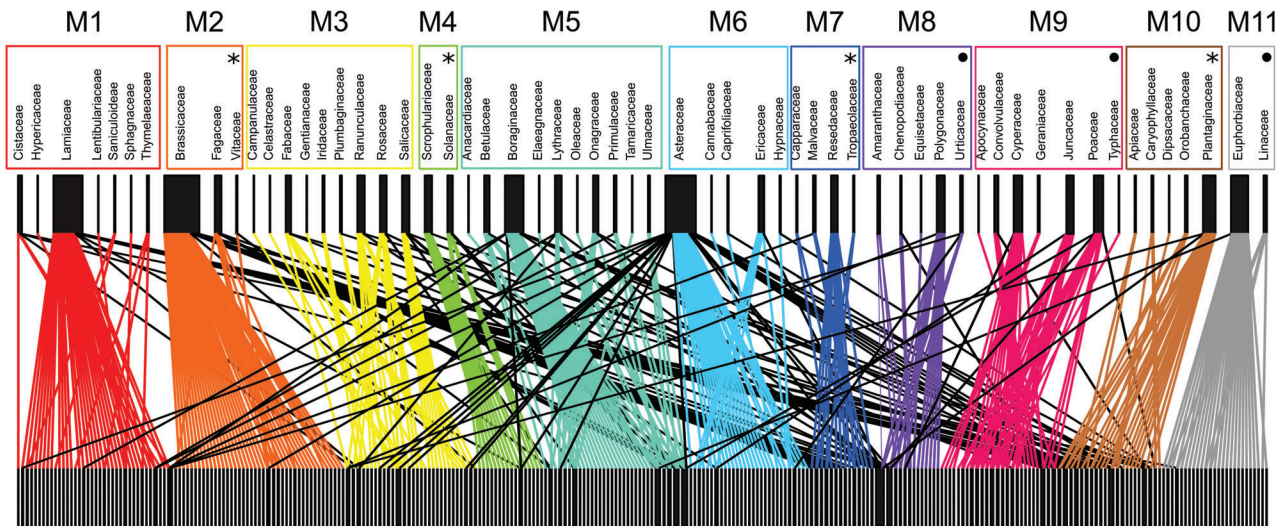 M1 M2 M3 M4 M5 M6 M7 M8 M9 M10 M11
* * * ● ● * ●
Cistaceae
Hypericaceae
Lamiaceae
Lentibulariaceae
Saniculoideae
Sphagnaceae
Thymelaeaceae
Brassicaceae
Fagaceae
Vitaceae
Campanulaceae
Celastraceae
Fabaceae
Gentianaceae
Iridaceae
Plumbaginaceae
Ranunculaceae
Rosaceae
Salicaceae
Scrophulariaceae
Solanaceae
Anacardiaceae
Betulaceae
Boraginaceae
Elaeagnaceae
Lythraceae
Oleaceae
Onagraceae
Primulaceae
Tamaricaceae
Ulmaceae
Asteraceae
Cannabaceae
Caprifoliaceae
Ericaceae
Hypnaceae
Capparaceae
Malvaceae
Resedaceae
Tropaeolaceae
Amaranthaceae
Chenopodiaceae
Equisetaceae
Polygonaceae
Urticaceae
Apocynaceae
Convolvulaceae
Cyperaceae
Geraniaceae
Juncaceae
Poaceae
Typhaceae
Apiaceae
Caryophyllaceae
Dipsacaceae
Orobanchaceae
Plantaginaceae
Euphorbiaceae
Linaceae